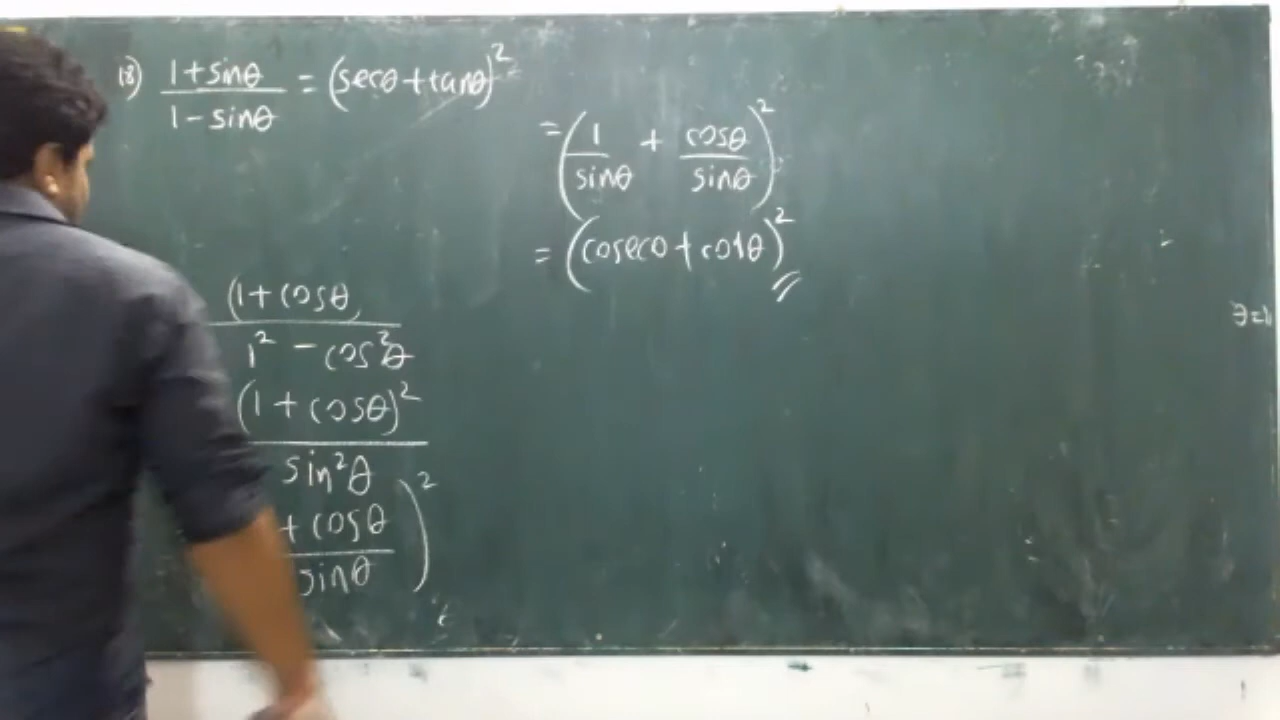 18) (1+sinθ)/(1-sinθ) = (secθ+tanθ)²
(1+cosθ
1² - cos²θ
(1+cosθ)²
sin²θ
+ cosθ )²
sinθ
= (1/sinθ + cosθ/sinθ)²
= (cosecθ+cotθ)²